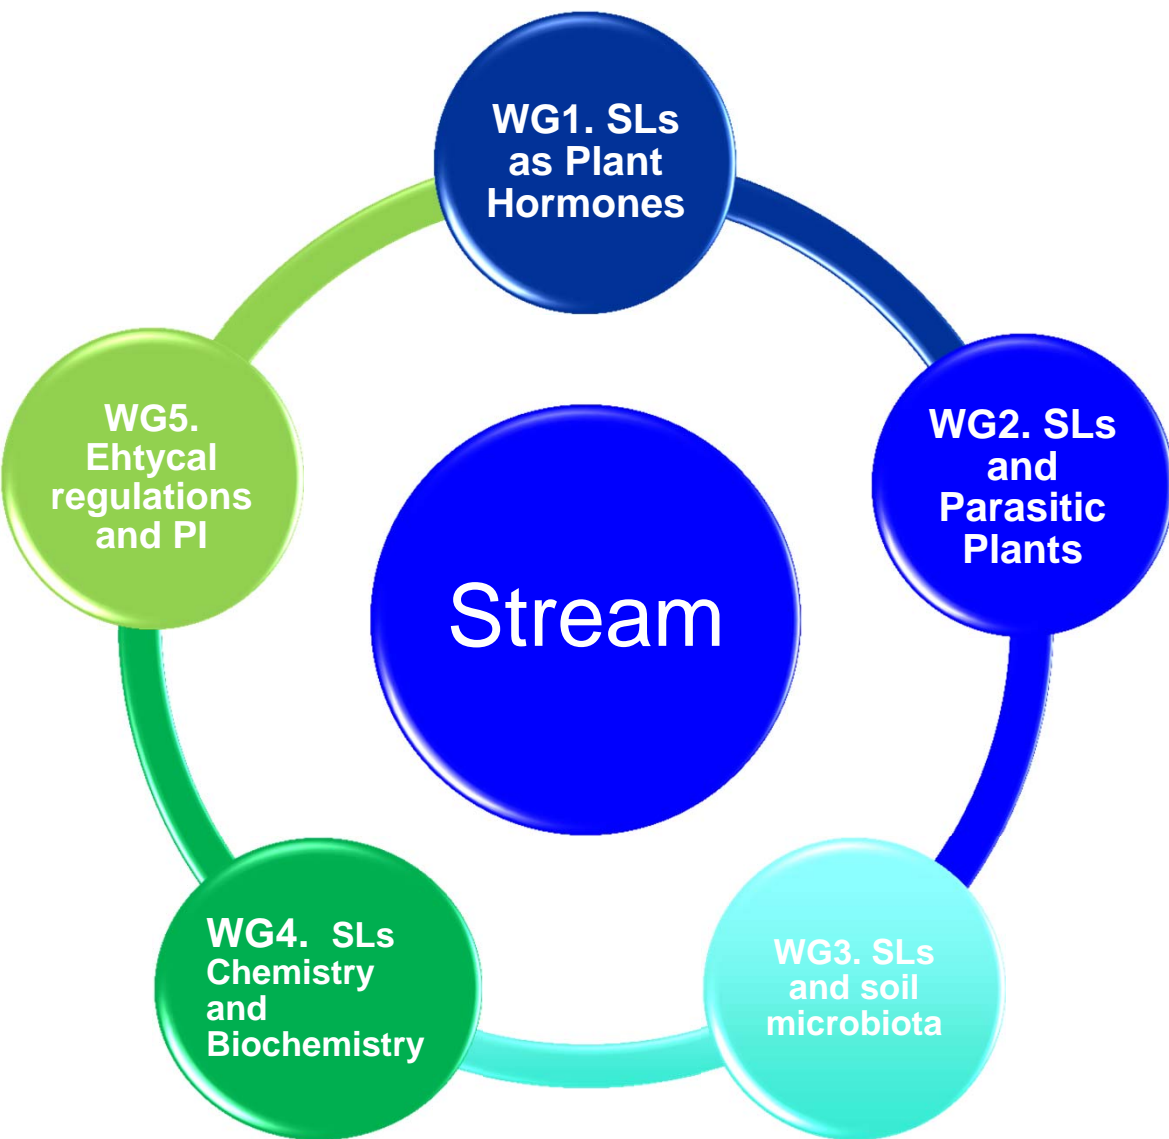 WG1. SLs
as Plant
Hormones
WG2. SLs
and
Parasitic
Plants
WG3. SLs
and soil
microbiota
WG4. SLs
Chemistry
and
Biochemistry
WG5.
Ehtycal
regulations
and PI
Stream